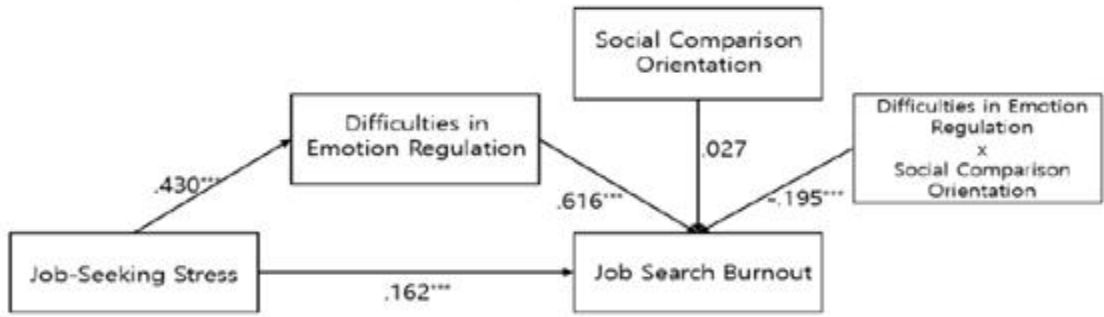 Social Comparison
Orientation
Difficulties in
Emotion Regulation
Difficulties in Emotion
Regulation
x
Social Comparison
Orientation
.430***
.616***
.027
-.195***
Job-Seeking Stress
.162***
Job Search Burnout